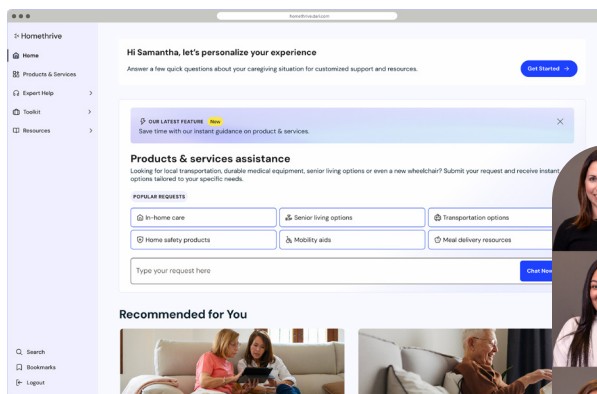 homethrive.dart.com
Homethrive
Home
Products & Services
Expert Help
Toolkit
Resources
Search
Bookmarks
Logout
Hi Samantha, let's personalize your experience
Answer a few quick questions about your caregiving situation for customized support and resources.
Get Started →
OUR LATEST FEATURE New
Save time with our instant guidance on product & services.
Products & services assistance
Looking for local transportation, durable medical equipment, senior living options or even a new wheelchair? Submit your request and receive instant
options tailored to your specific needs.
POPULAR REQUESTS
In-home care
Senior living options
Transportation options
Home safety products
Mobility aids
Meal delivery resources
Type your request here
Chat Now
Recommended for You